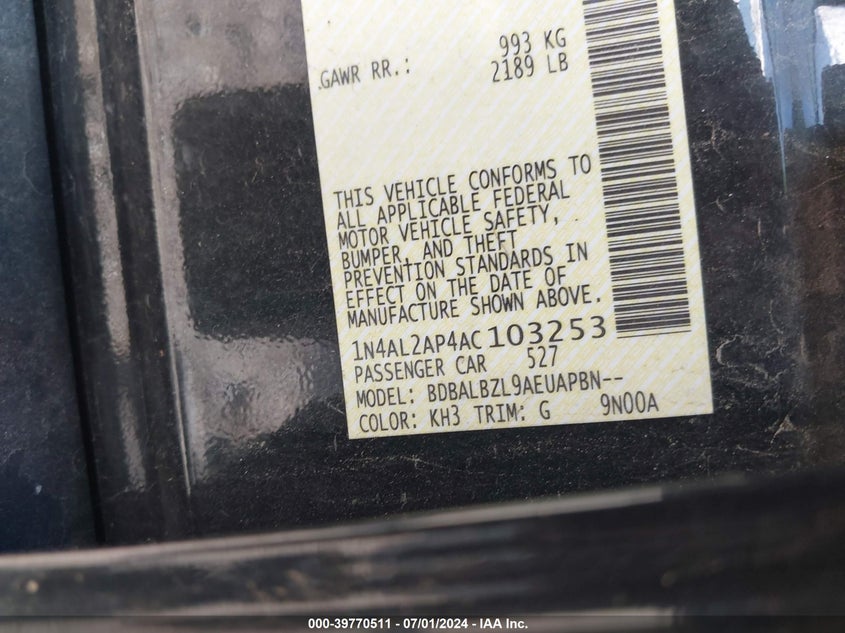 993 KG
GAWR RR.: 2189 LB
THIS VEHICLE CONFORMS TO
ALL APPLICABLE FEDERAL
MOTOR VEHICLE SAFETY,
BUMPER, AND THEFT
PREVENTION STANDARDS IN
EFFECT ON THE DATE OF
MANUFACTURE SHOWN ABOVE.
1N4AL2AP4AC103253
PASSENGER CAR 527
MODEL: BDBALBZL9AEUAPBN--
COLOR: KH3 TRIM: G 9N00A
000-39770511 - 07/01/2024 - IAA Inc.